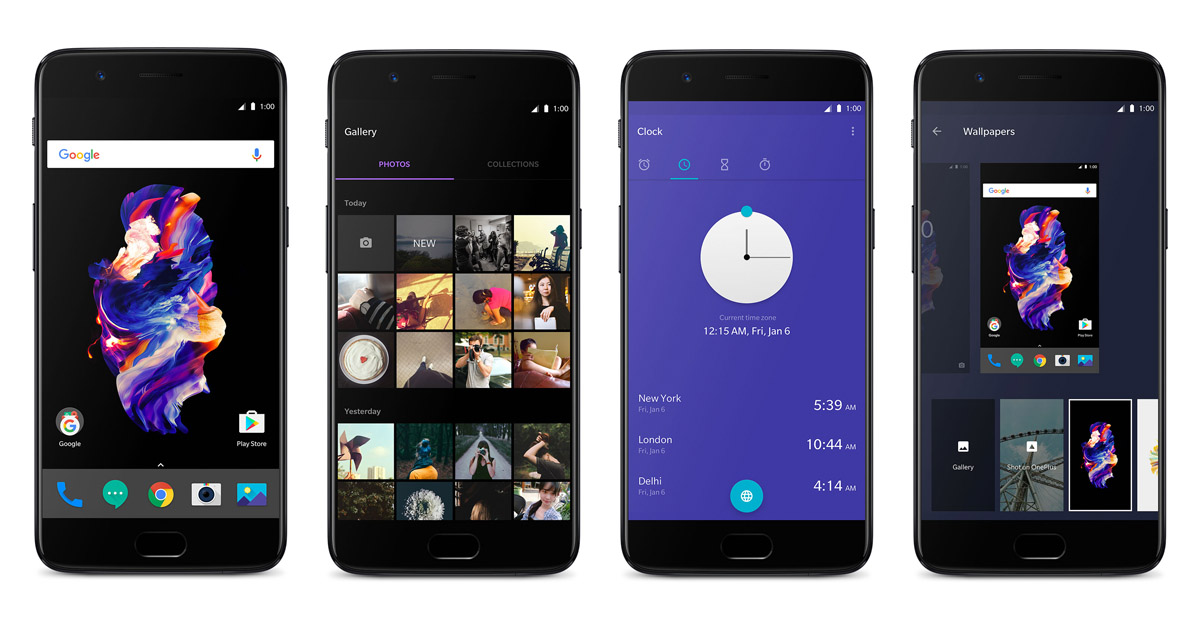 1:00
Google
Google
Play Store
1:00
Gallery
PHOTOS
COLLECTIONS
Today
NEW
Yesterday
1:00
Clock
Current time zone
12:15 AM, Fri, Jan 6
New York
Fri, Jan 6
5:39 AM
London
Fri, Jan 6
10:44 AM
Delhi
Fri, Jan 6
4:14 AM
1:00
Wallpapers
1:00
Google
0
Google
Play Store
Gallery
Shot on OnePlus